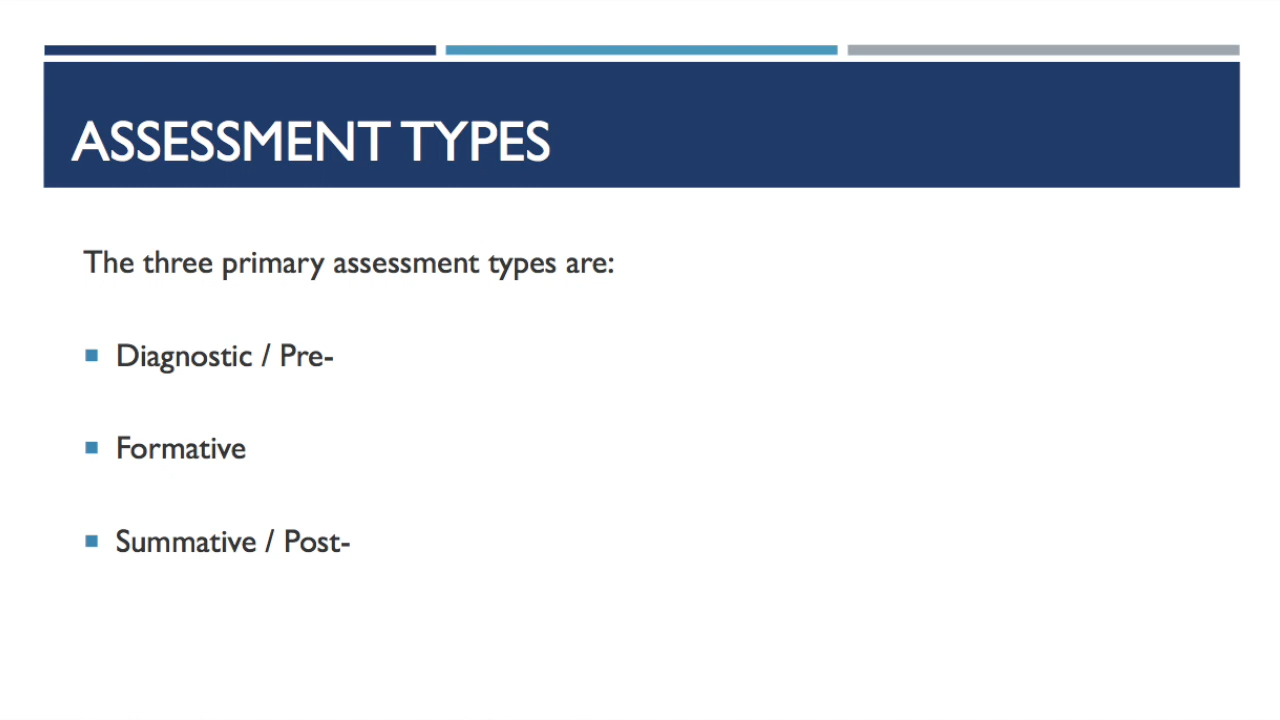 ASSESSMENT TYPES
The three primary assessment types are:
Diagnostic / Pre-
Formative
Summative / Post-